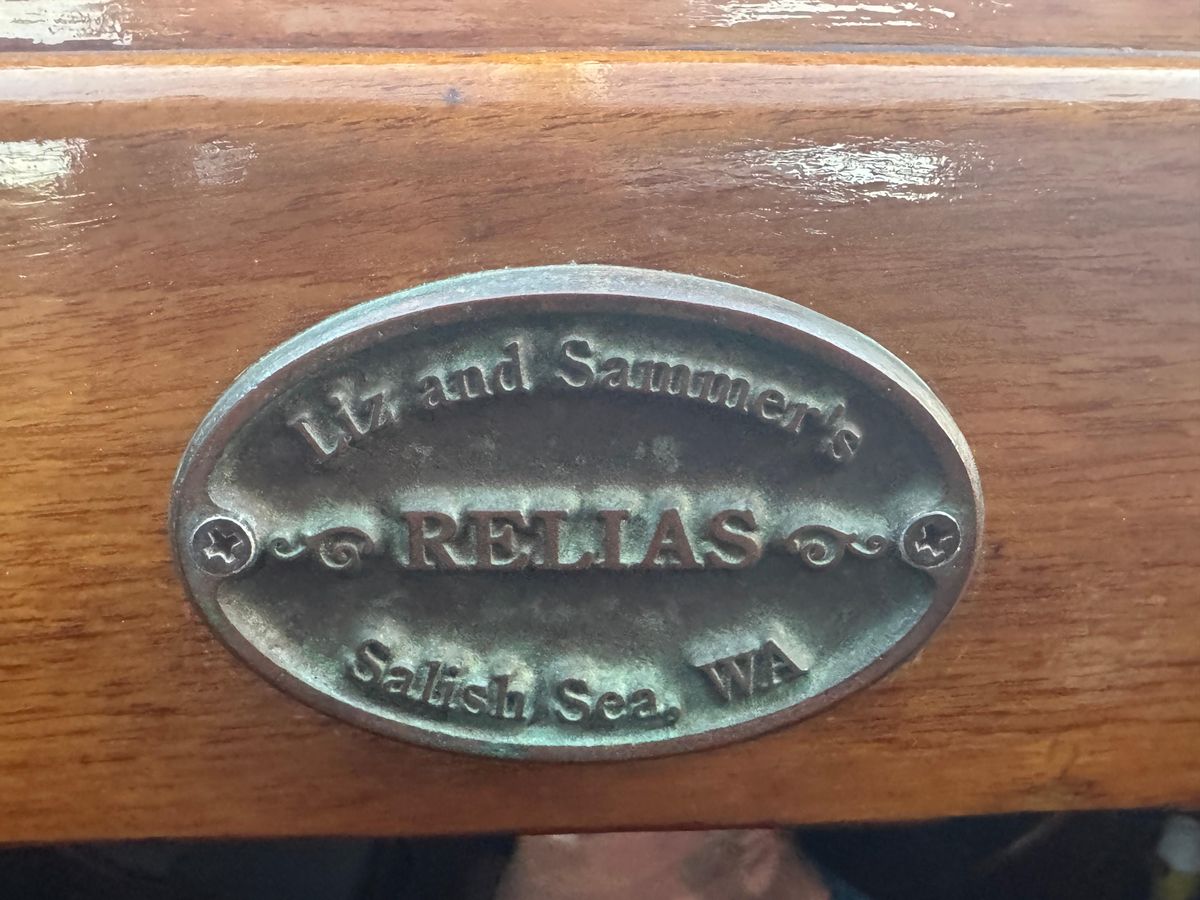 Liz and Sammer's
RELIAS
Salish Sea, WA